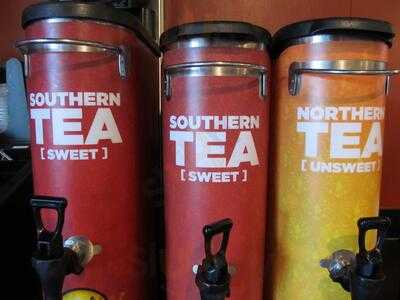 SOUTHERN
TEA
[ SWEET ]
SOUTHERN
TEA
[ SWEET ]
NORTHERN
TEA
[ UNSWEET ]